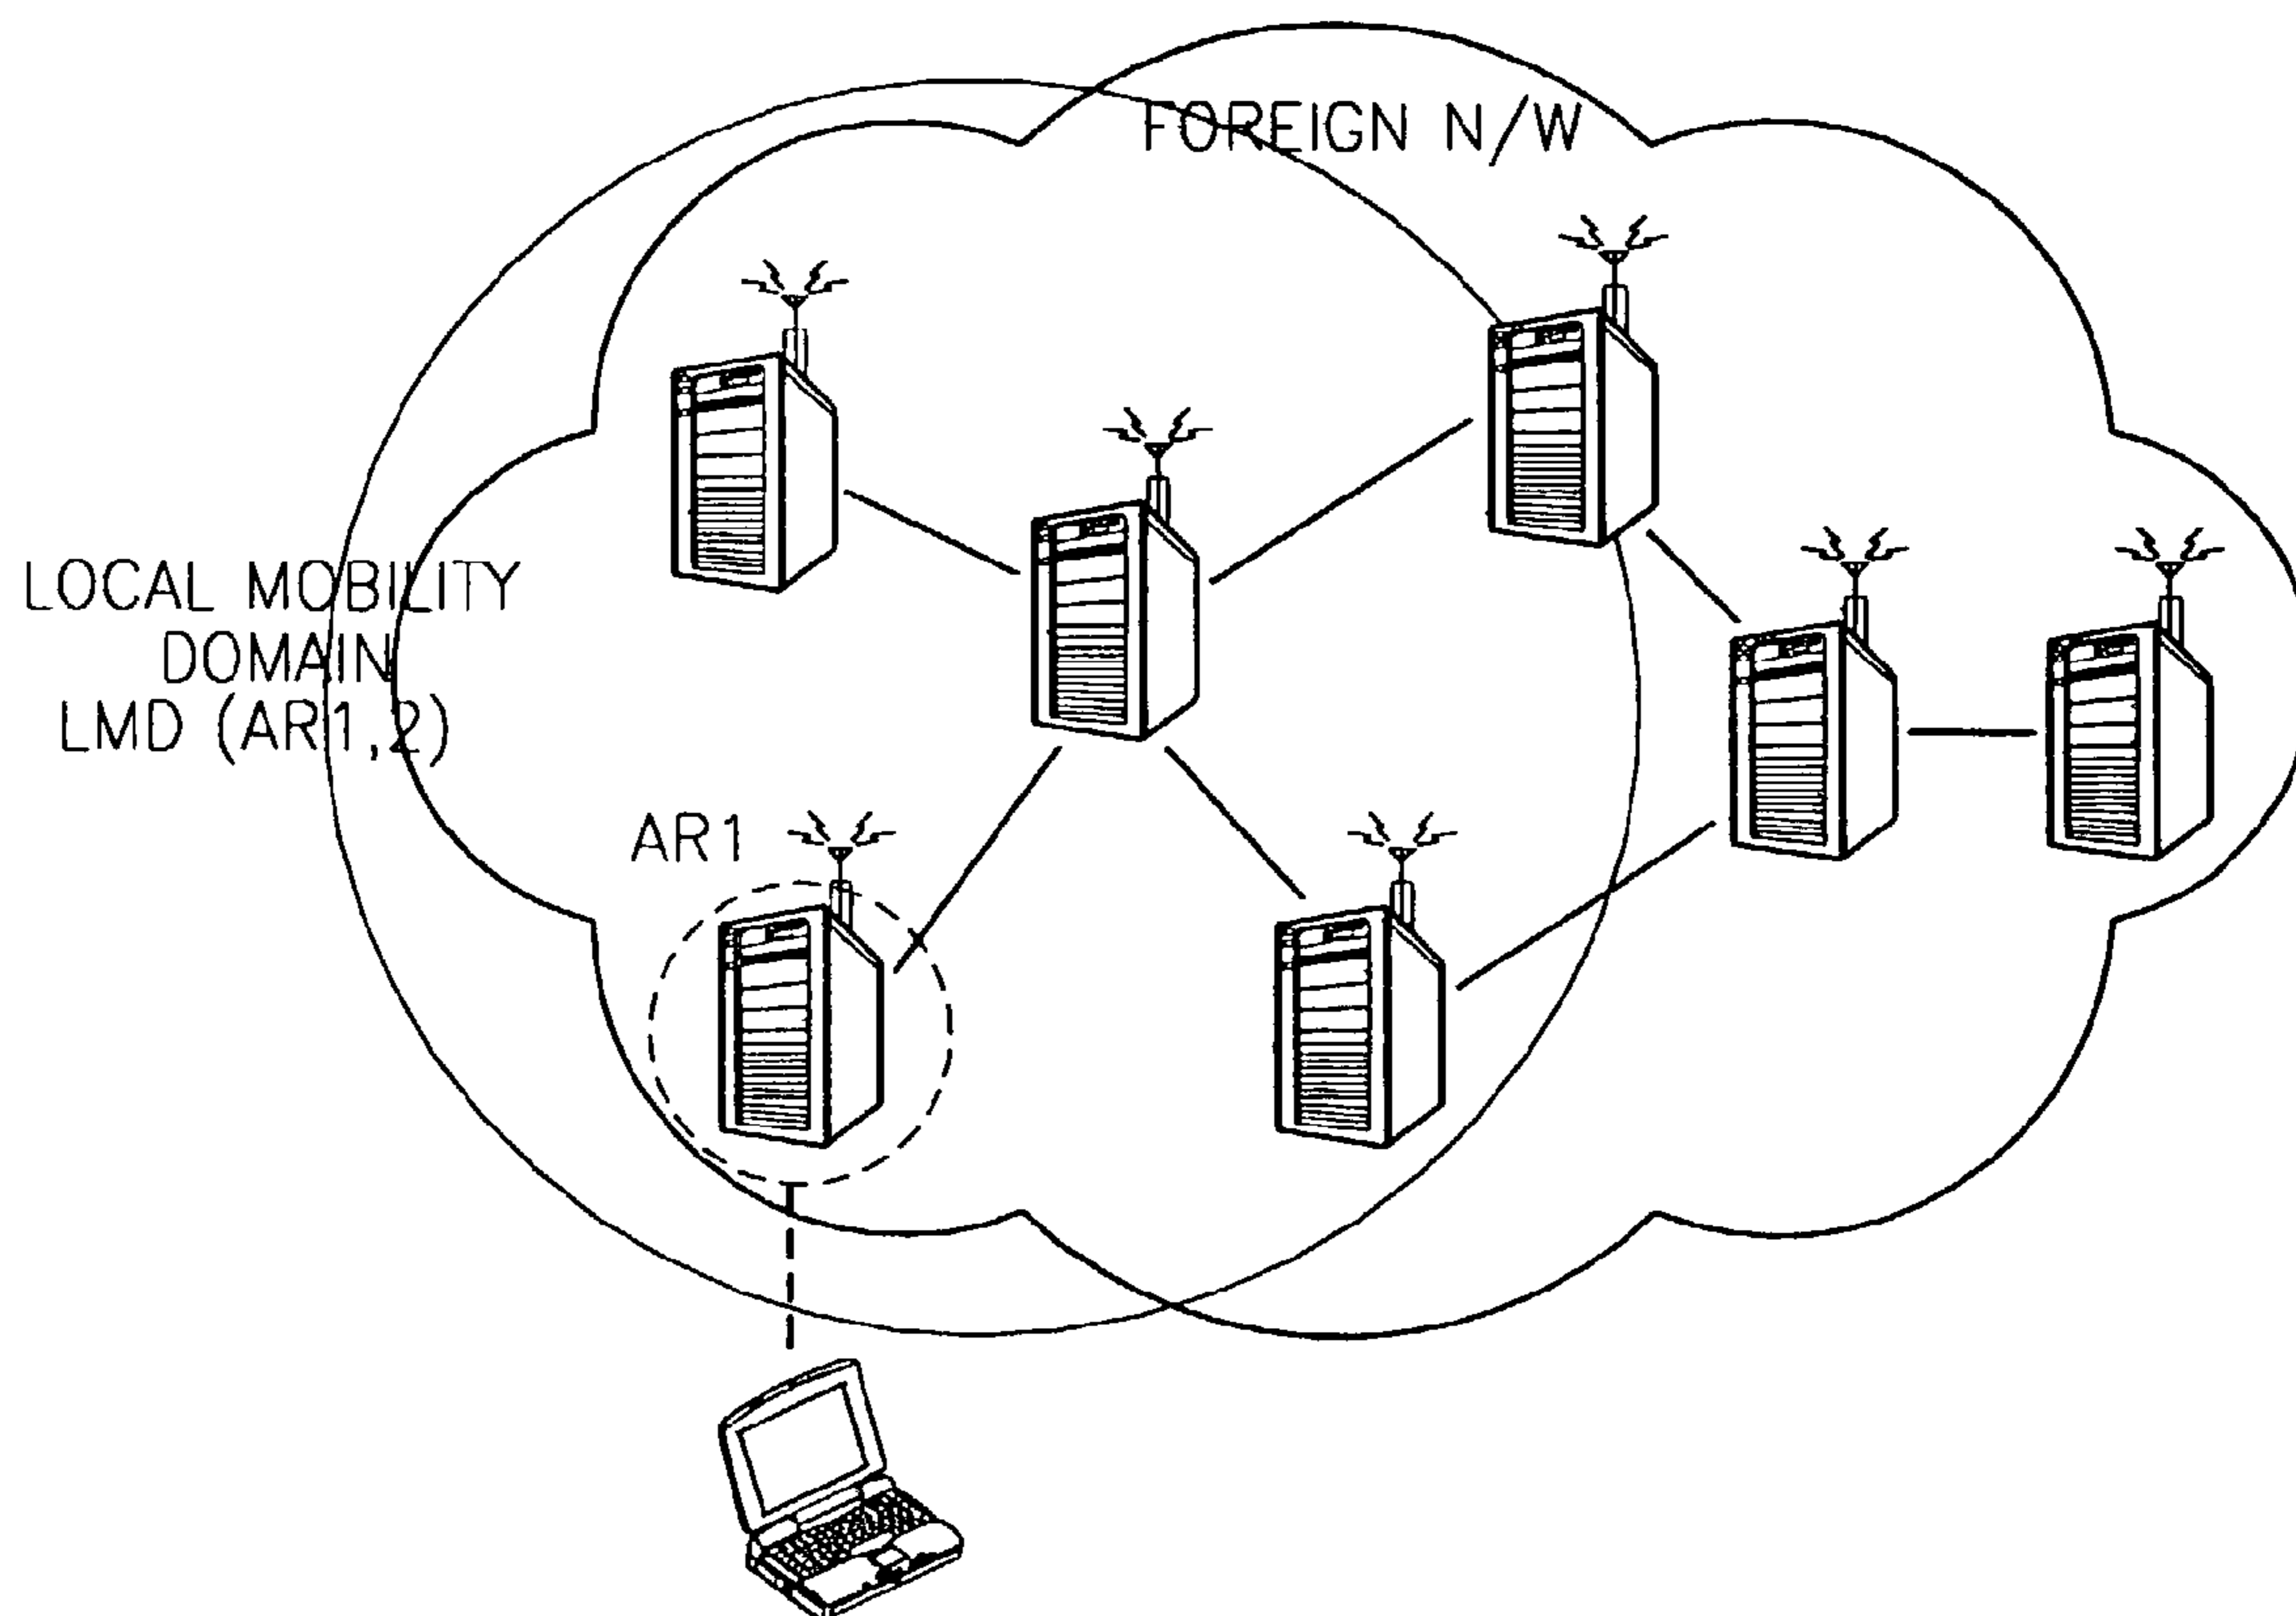 FOREIGN N/W
LOCAL MOBILITY
DOMAIN
LMD (AR1,2)
AR1